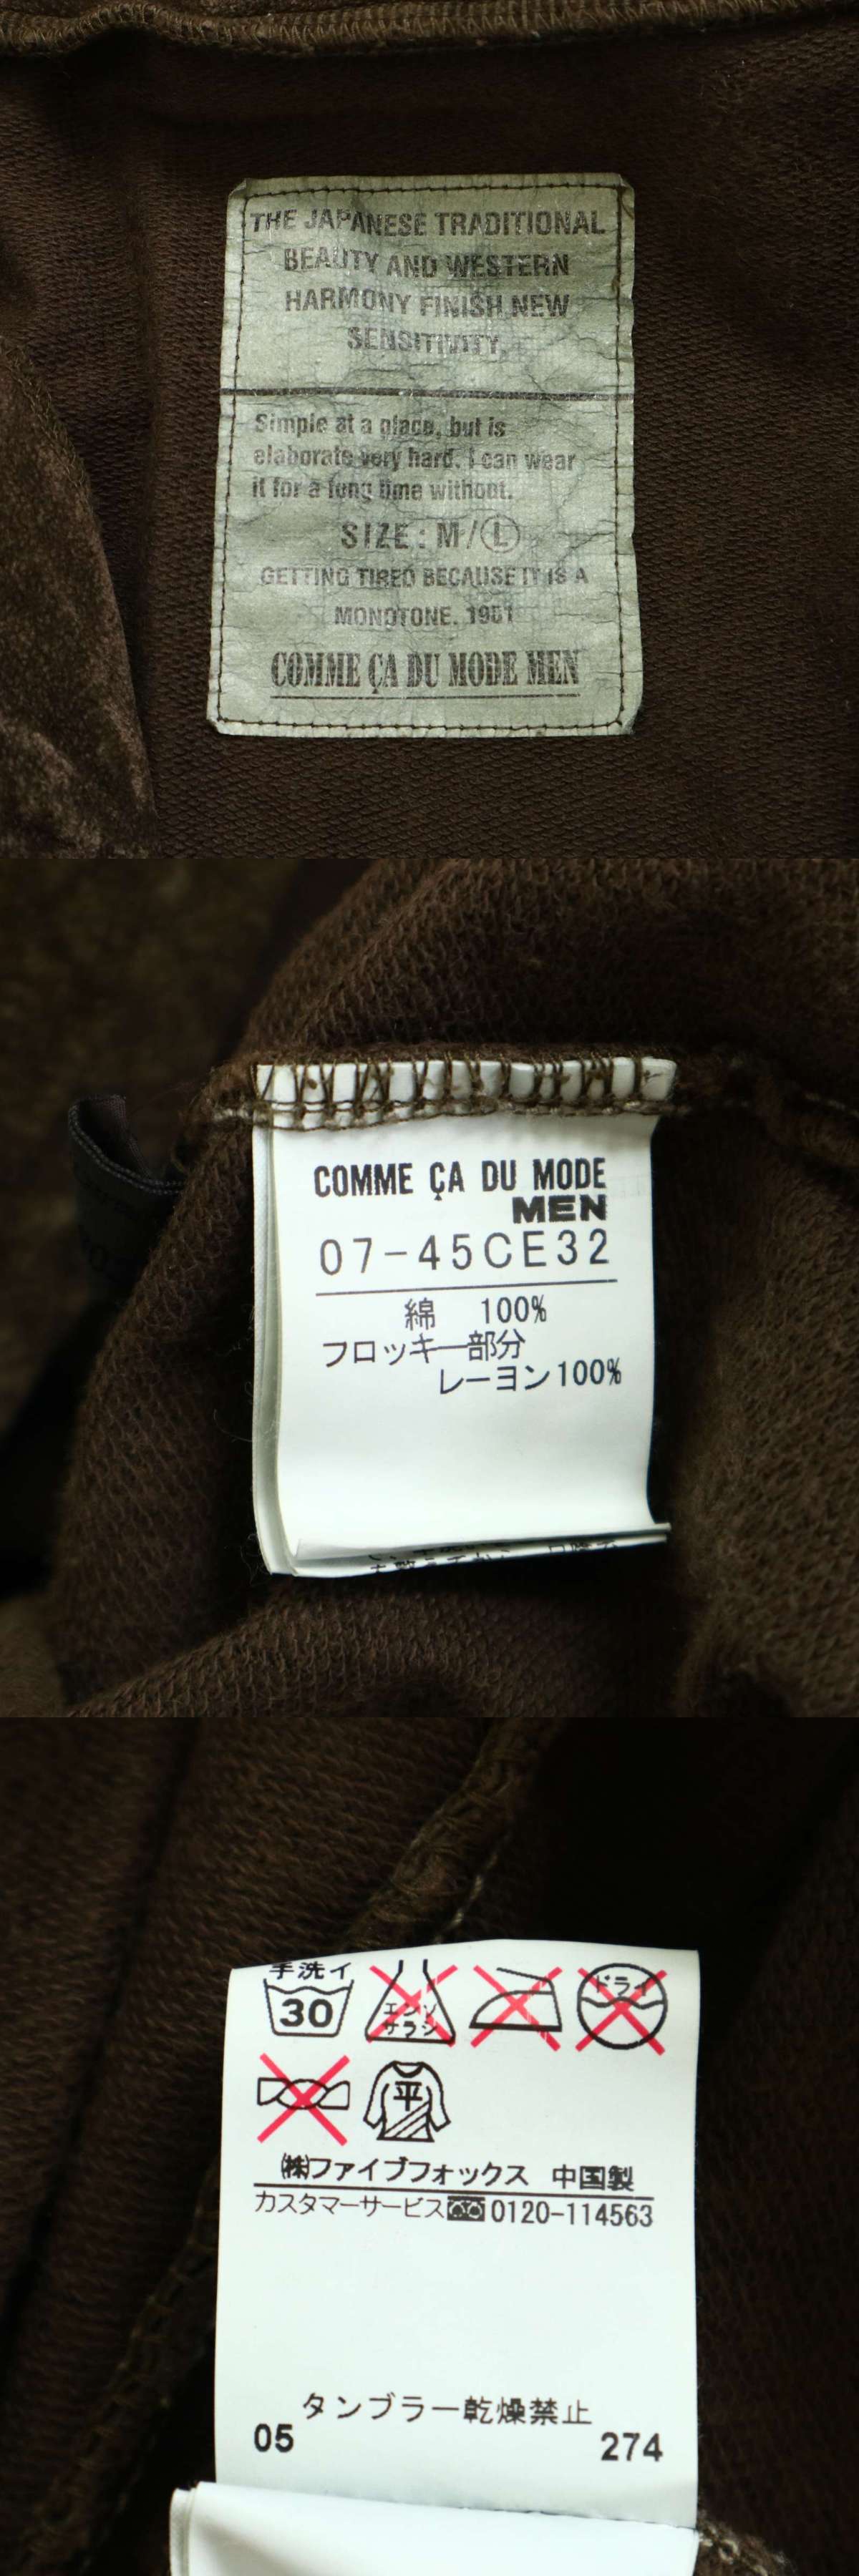 THE JAPANESE TRADITIONAL
BEAUTY AND WESTERN
HARMONY FINISH NEW
SENSITIVITY.
Simple at a glace, but is
elaborate very hard. I can wear
it for a long time without.
SIZE : M / L
GETTING TIRED BECAUSE IT IS A
MONOTONE. 1981
COMME ÇA DU MODE MEN
COMME ÇA DU MODE
MEN
07-45CE32
綿 100%
フロッキー部分
レーヨン100%
手洗イ
30
エンソ
サラシ
ドライ
平
㈱ファイブフォックス 中国製
カスタマーサービス 0120-114563
タンブラー乾燥禁止
05 274